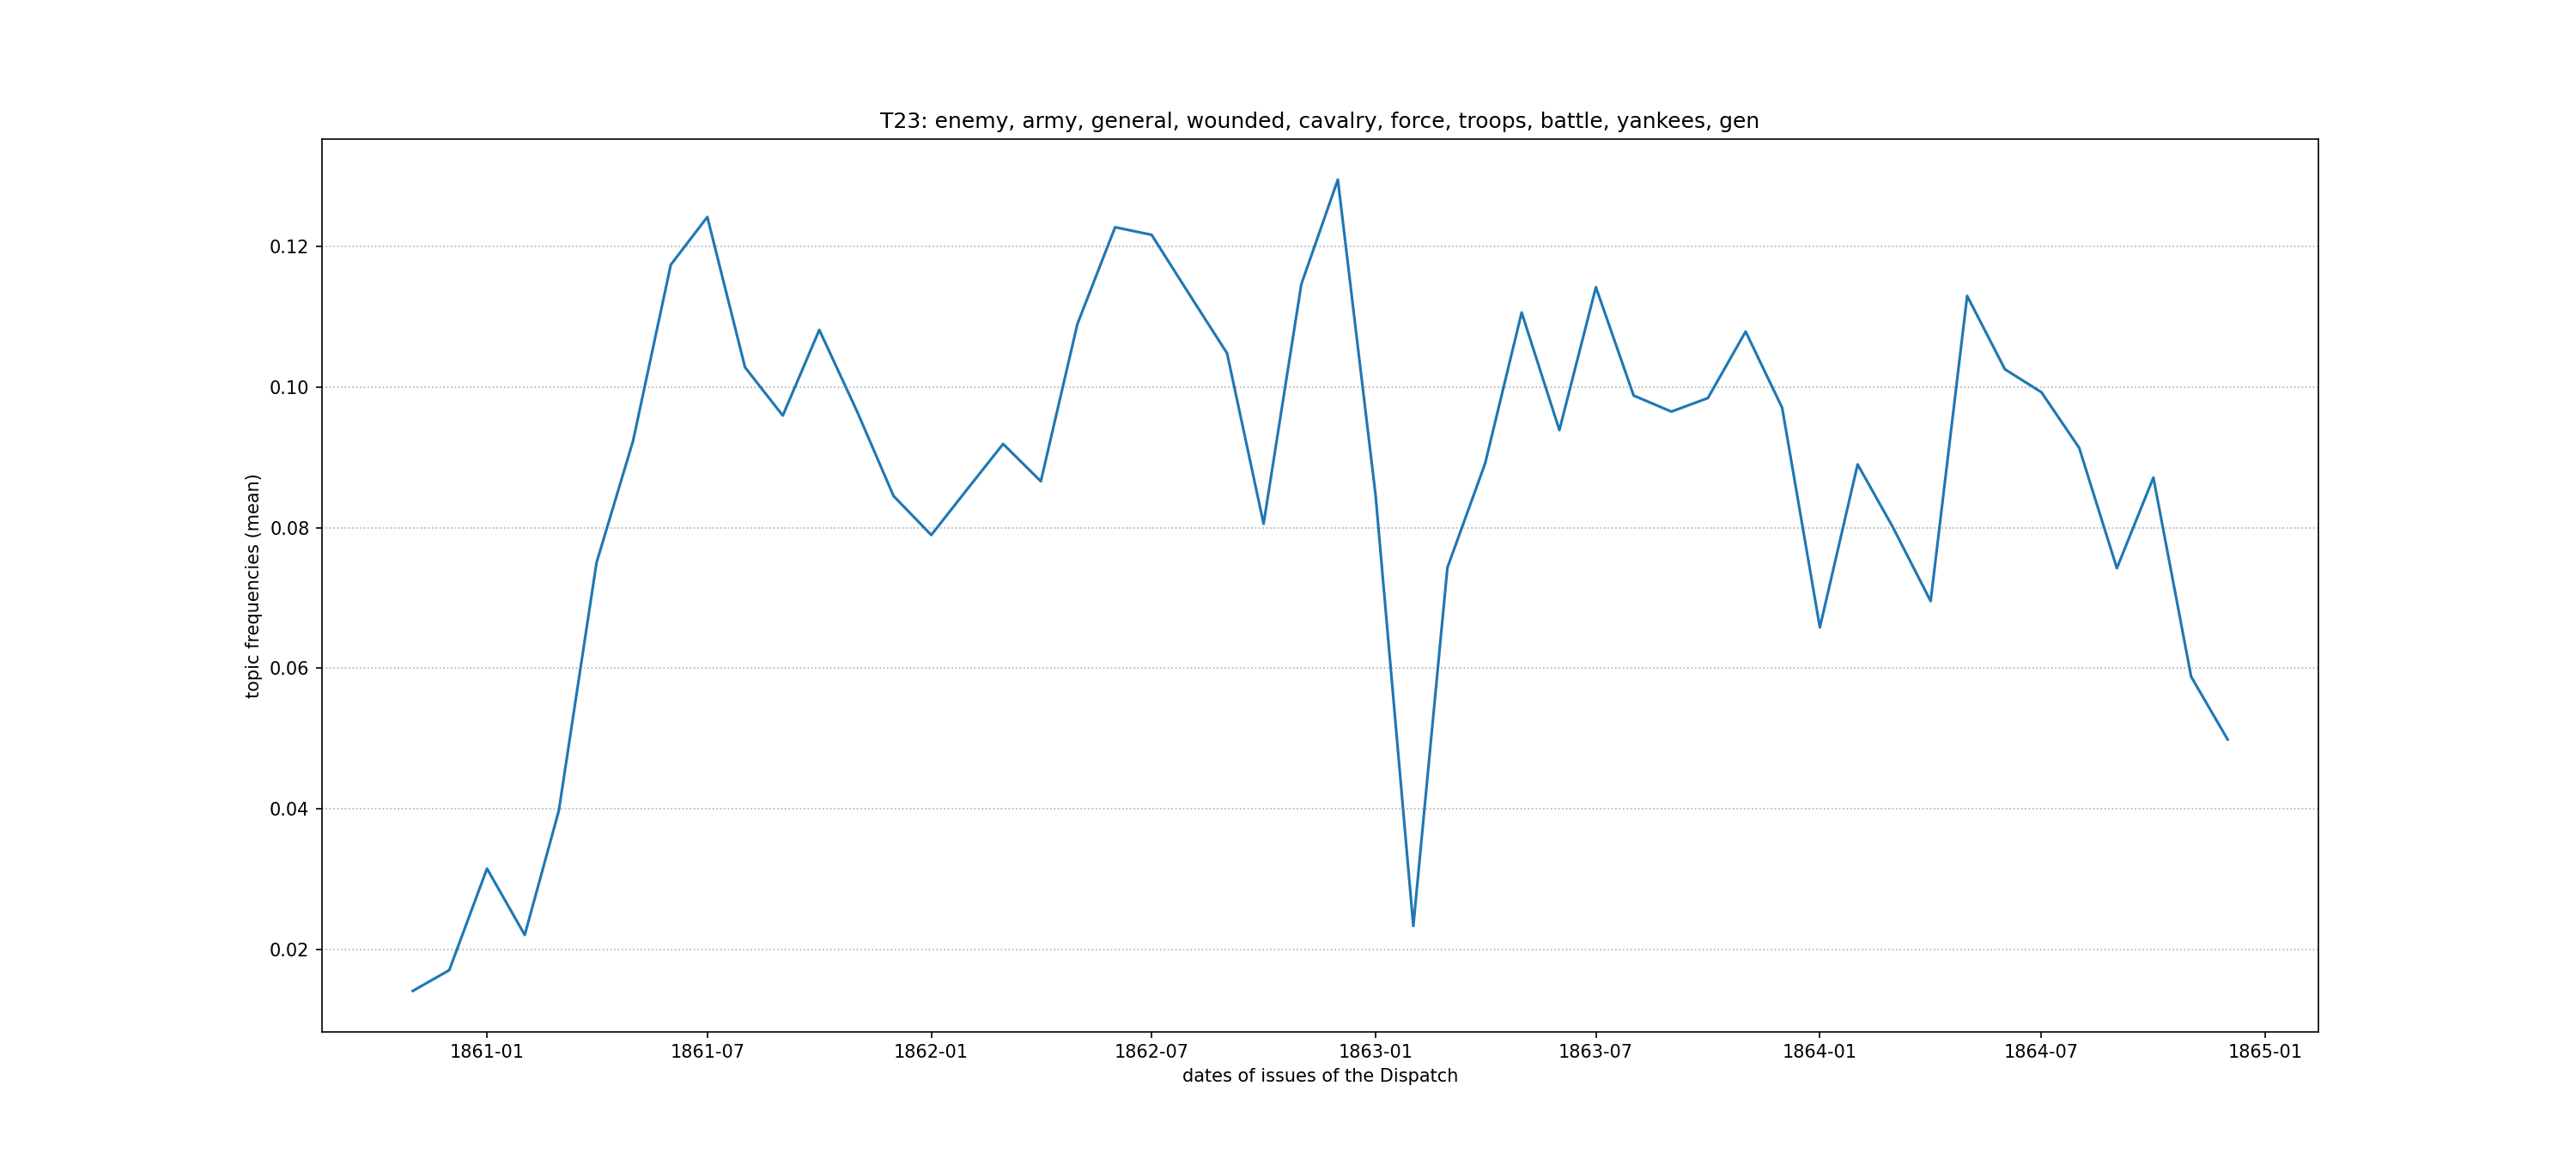 T23: enemy, army, general, wounded, cavalry, force, troops, battle, yankees, gen
topic frequencies (mean)
0.12
0.10
0.08
0.06
0.04
0.02
1861-01 1861-07 1862-01 1862-07 1863-01 1863-07 1864-01 1864-07 1865-01
dates of issues of the Dispatch